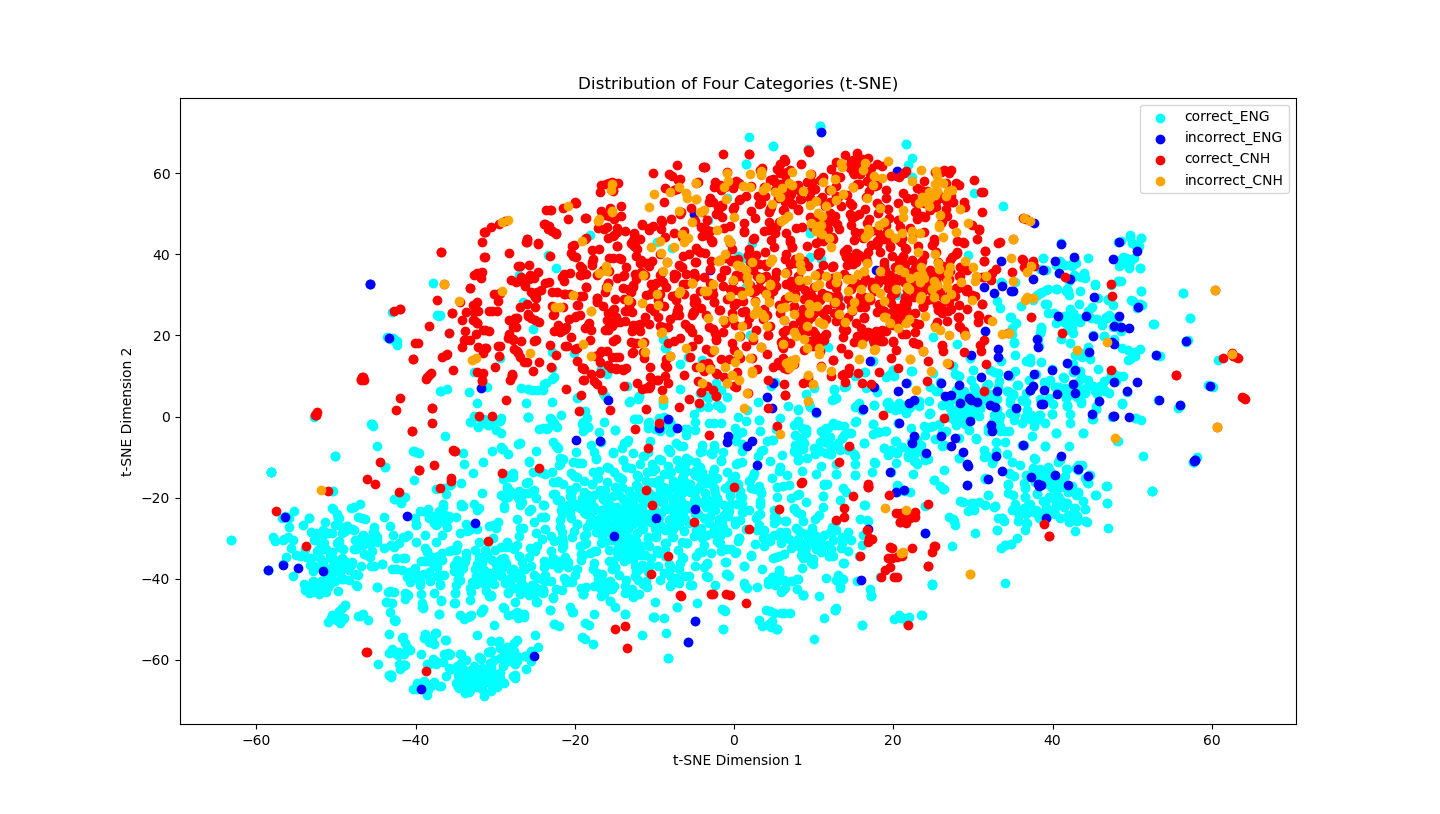 Distribution of Four Categories (t-SNE)
correct_ENG
incorrect_ENG
correct_CNH
incorrect_CNH
60
40
20
0
−20
−40
−60
t-SNE Dimension 2
−60
−40
−20
0
20
40
60
t-SNE Dimension 1